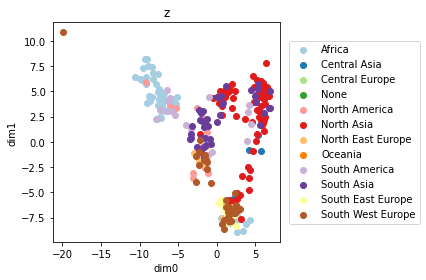 z
10.0
7.5
5.0
2.5
0.0
−2.5
−5.0
−7.5
dim1
−20
−15
−10
−5
0
5
dim0
Africa
Central Asia
Central Europe
None
North America
North Asia
North East Europe
Oceania
South America
South Asia
South East Europe
South West Europe